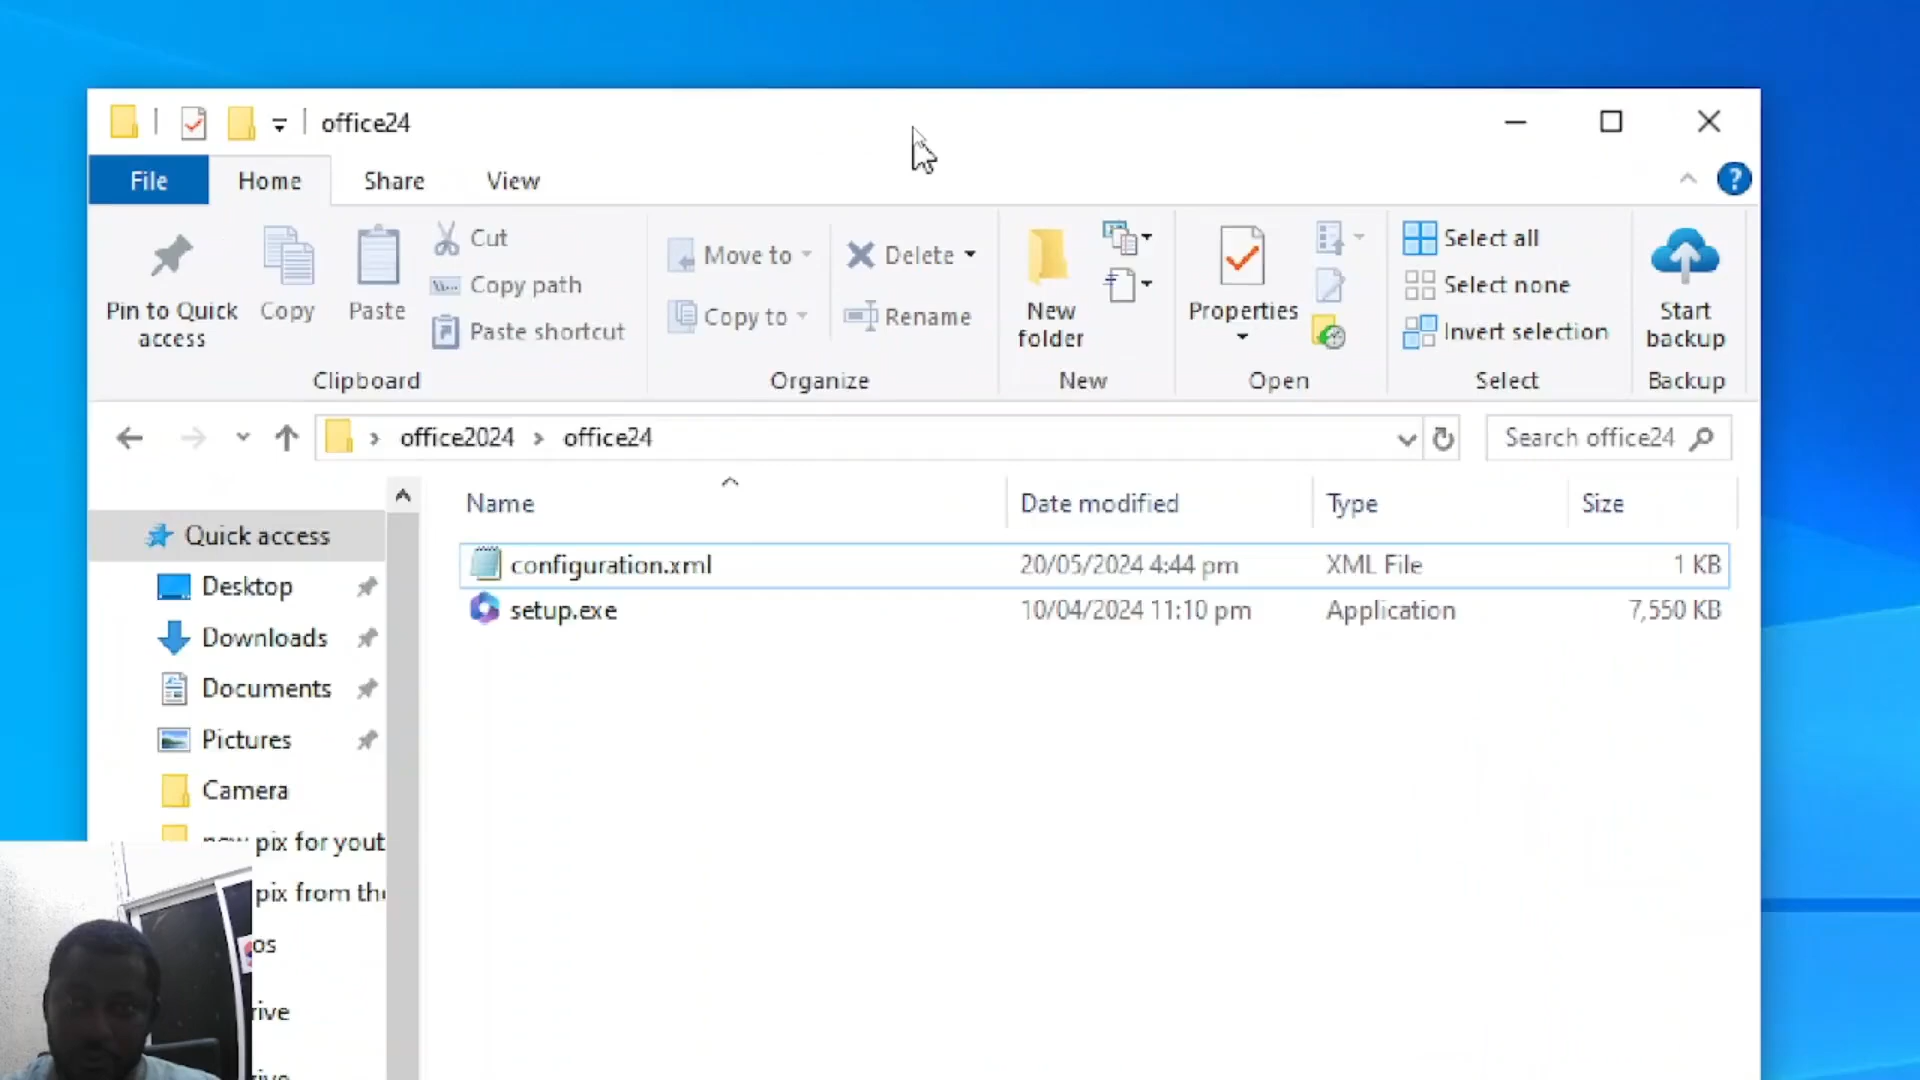 office24
File Home Share View
?
Pin to Quick access
Copy
Paste
Cut
Copy path
Paste shortcut
Clipboard
Move to
Copy to
Delete
Rename
Organize
New folder
New
Properties
Open
Select all
Select none
Invert selection
Select
Start backup
Backup
office2024 office24
Search office24
Name Date modified Type Size
configuration.xml 20/05/2024 4:44 pm XML File 1 KB
setup.exe 10/04/2024 11:10 pm Application 7,550 KB
Quick access
Desktop
Downloads
Documents
Pictures
Camera
pix for yout
pix from the
os
rive